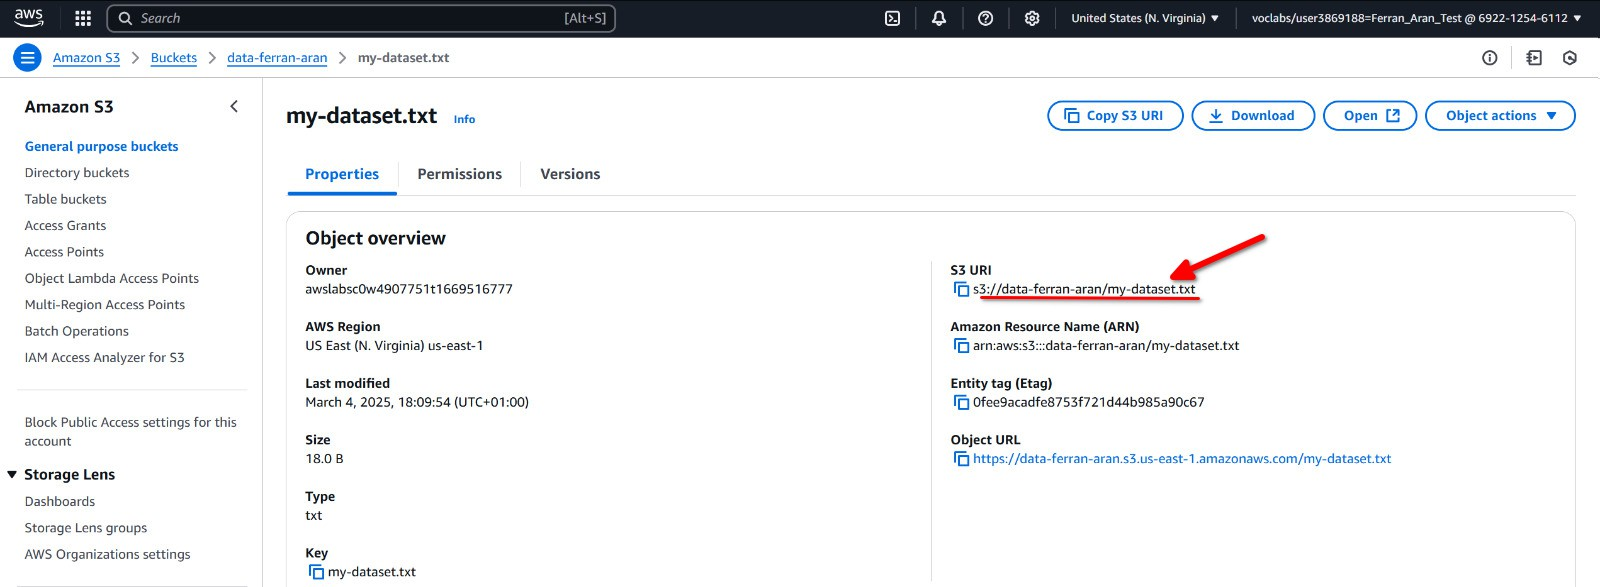 aws
Search [Alt+S]
United States (N. Virginia)
voclabs/user3869188=Ferran_Aran_Test @ 6922-1254-6112
Amazon S3 > Buckets > data-ferran-aran > my-dataset.txt
Amazon S3
General purpose buckets
Directory buckets
Table buckets
Access Grants
Access Points
Object Lambda Access Points
Multi-Region Access Points
Batch Operations
IAM Access Analyzer for S3
Block Public Access settings for this
account
Storage Lens
Dashboards
Storage Lens groups
AWS Organizations settings
my-dataset.txt Info
Copy S3 URI
Download
Open
Object actions
Properties
Permissions
Versions
Object overview
Owner
awslabsc0w4907751t1669516777
AWS Region
US East (N. Virginia) us-east-1
Last modified
March 4, 2025, 18:09:54 (UTC+01:00)
Size
18.0 B
Type
txt
Key
my-dataset.txt
S3 URI
s3://data-ferran-aran/my-dataset.txt
Amazon Resource Name (ARN)
arn:aws:s3:::data-ferran-aran/my-dataset.txt
Entity tag (Etag)
0fee9acadfe8753f721d44b985a90c67
Object URL
https://data-ferran-aran.s3.us-east-1.amazonaws.com/my-dataset.txt